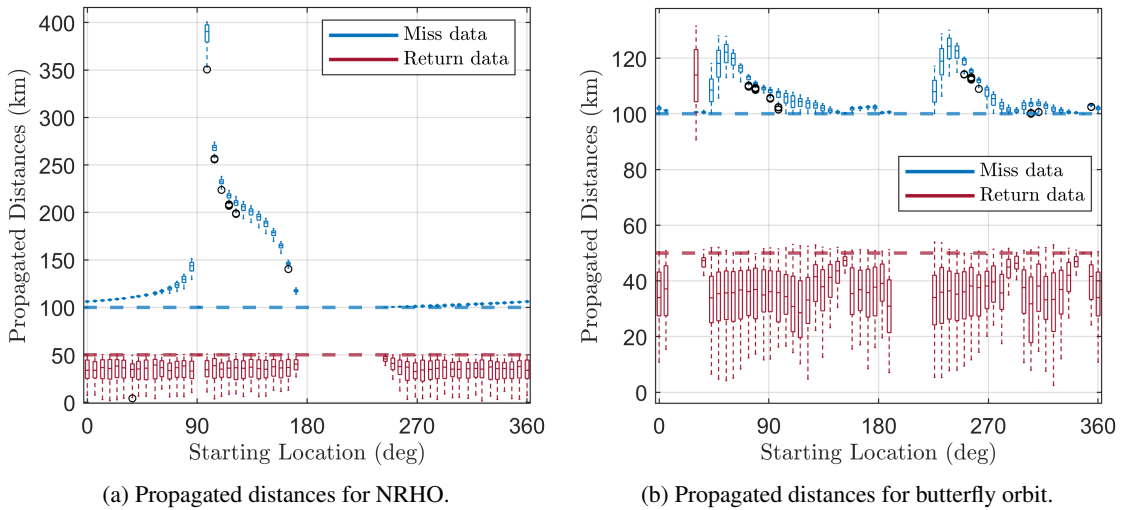 400
350
300
250
200
150
100
50
0
Propagated Distances (km)
Miss data
Return data
0
90
180
270
360
Starting Location (deg)
(a) Propagated distances for NRHO.
120
100
80
60
40
20
0
Propagated Distances (km)
Miss data
Return data
0
90
180
270
360
Starting Location (deg)
(b) Propagated distances for butterfly orbit.